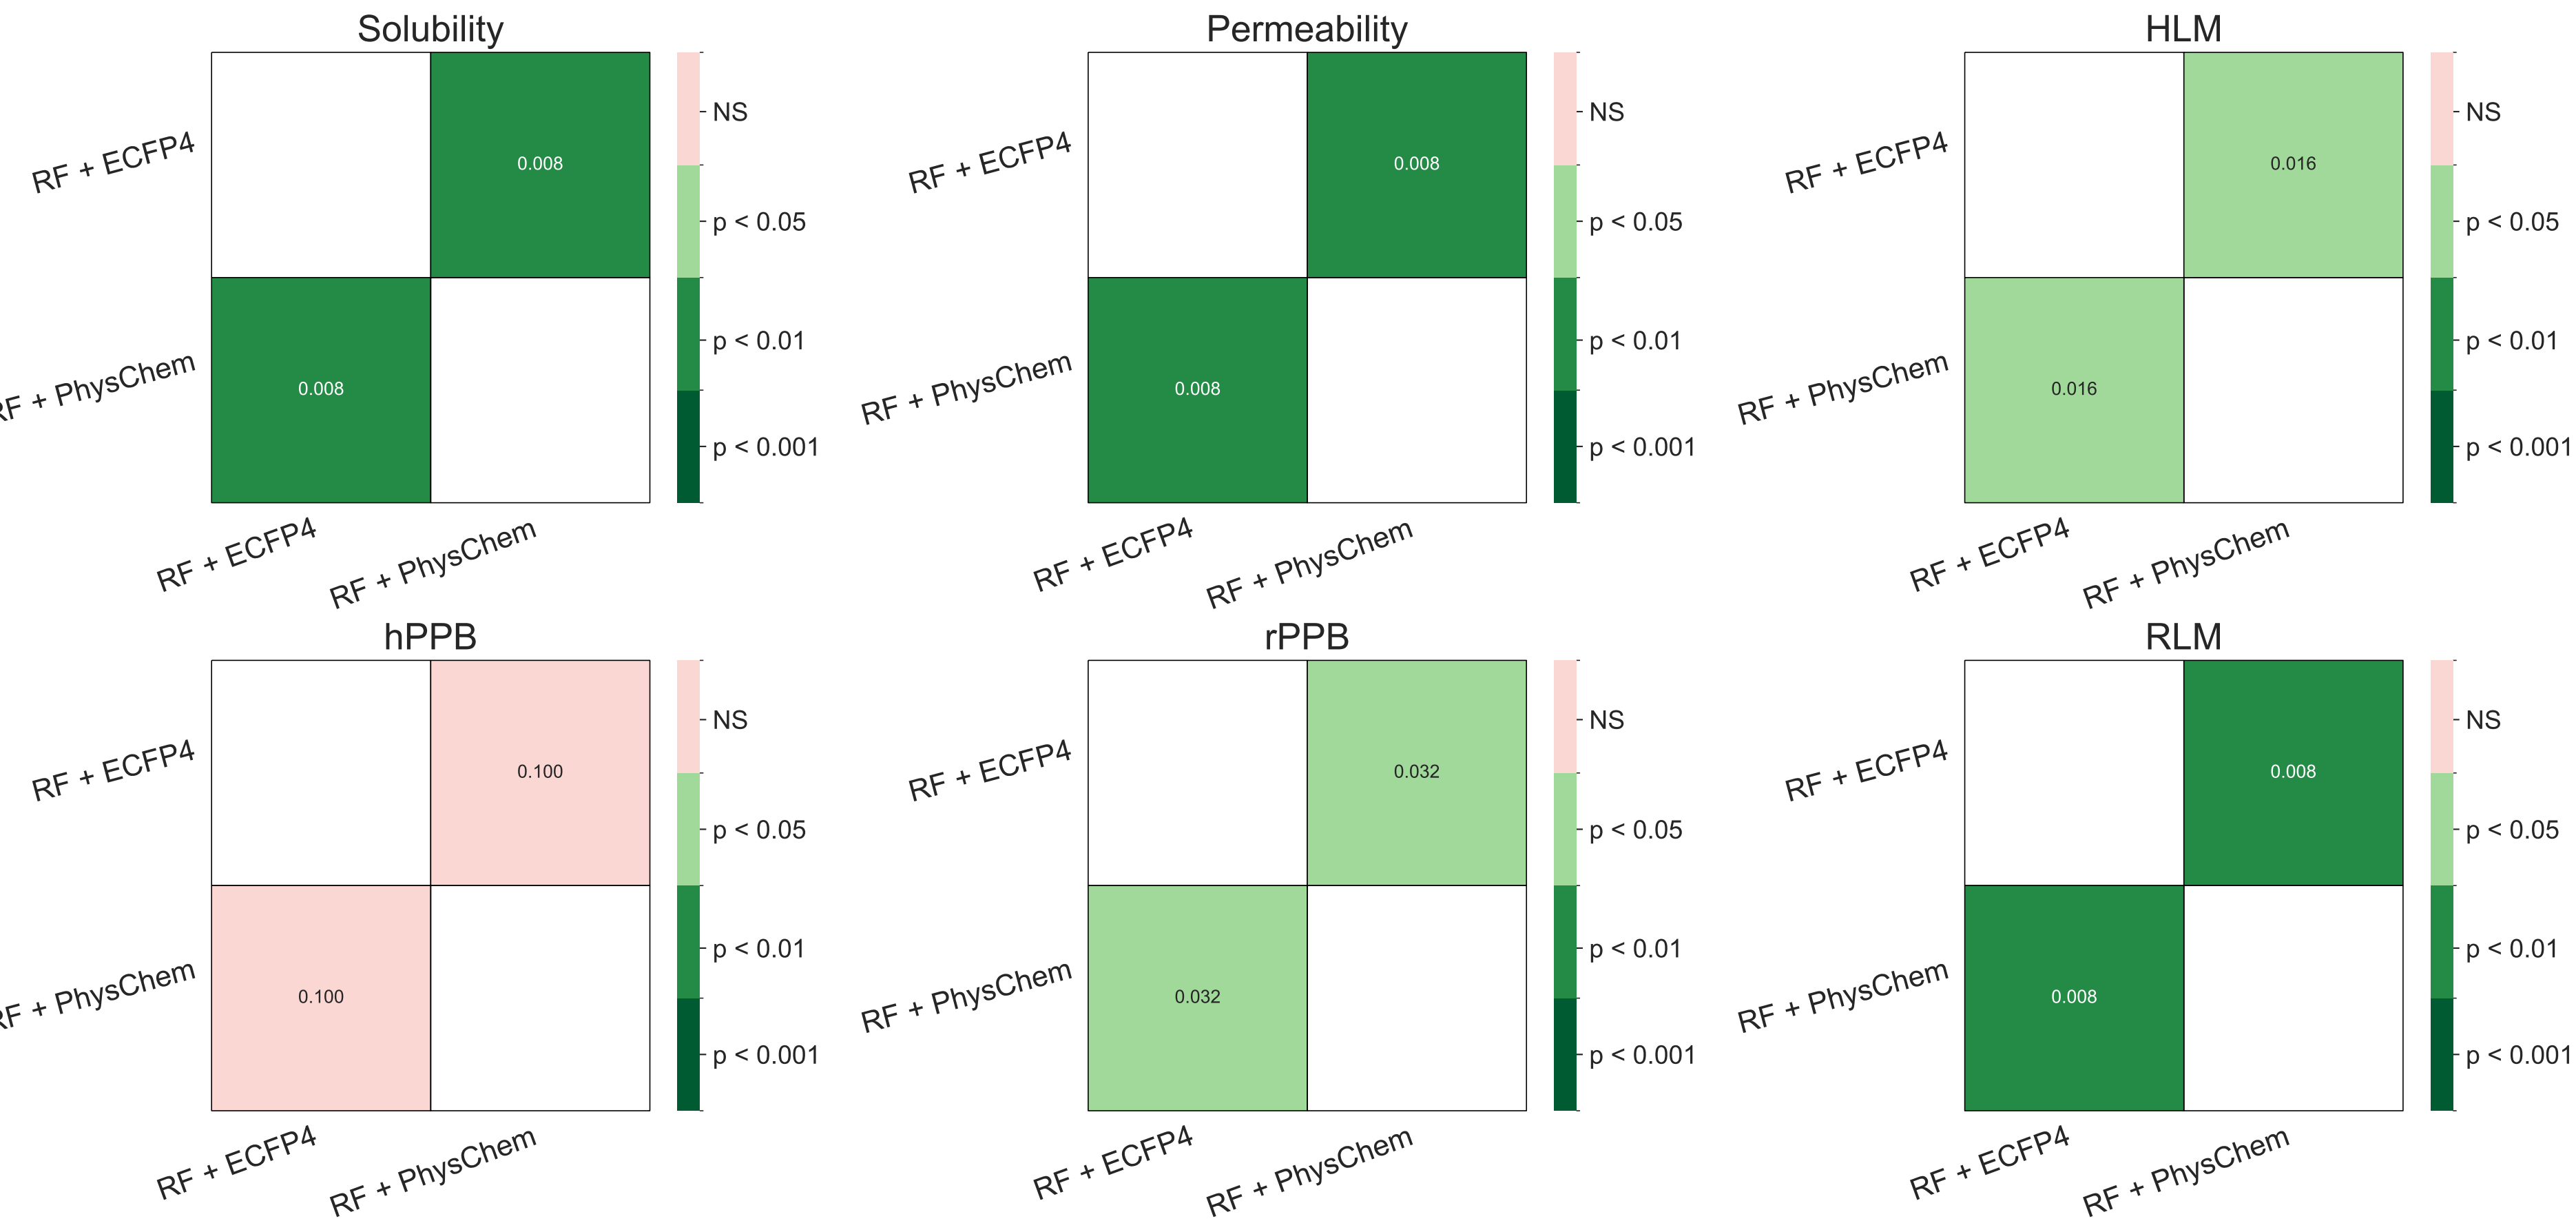 Solubility
RF + ECFP4
RF + PhysChem
0.008
0.008
RF + ECFP4
RF + PhysChem
NS
p < 0.05
p < 0.01
p < 0.001
Permeability
RF + ECFP4
RF + PhysChem
0.008
0.008
RF + ECFP4
RF + PhysChem
NS
p < 0.05
p < 0.01
p < 0.001
HLM
RF + ECFP4
RF + PhysChem
0.016
0.016
RF + ECFP4
RF + PhysChem
NS
p < 0.05
p < 0.01
p < 0.001
hPPB
RF + ECFP4
RF + PhysChem
0.100
0.100
RF + ECFP4
RF + PhysChem
NS
p < 0.05
p < 0.01
p < 0.001
rPPB
RF + ECFP4
RF + PhysChem
0.032
0.032
RF + ECFP4
RF + PhysChem
NS
p < 0.05
p < 0.01
p < 0.001
RLM
RF + ECFP4
RF + PhysChem
0.008
0.008
RF + ECFP4
RF + PhysChem
NS
p < 0.05
p < 0.01
p < 0.001